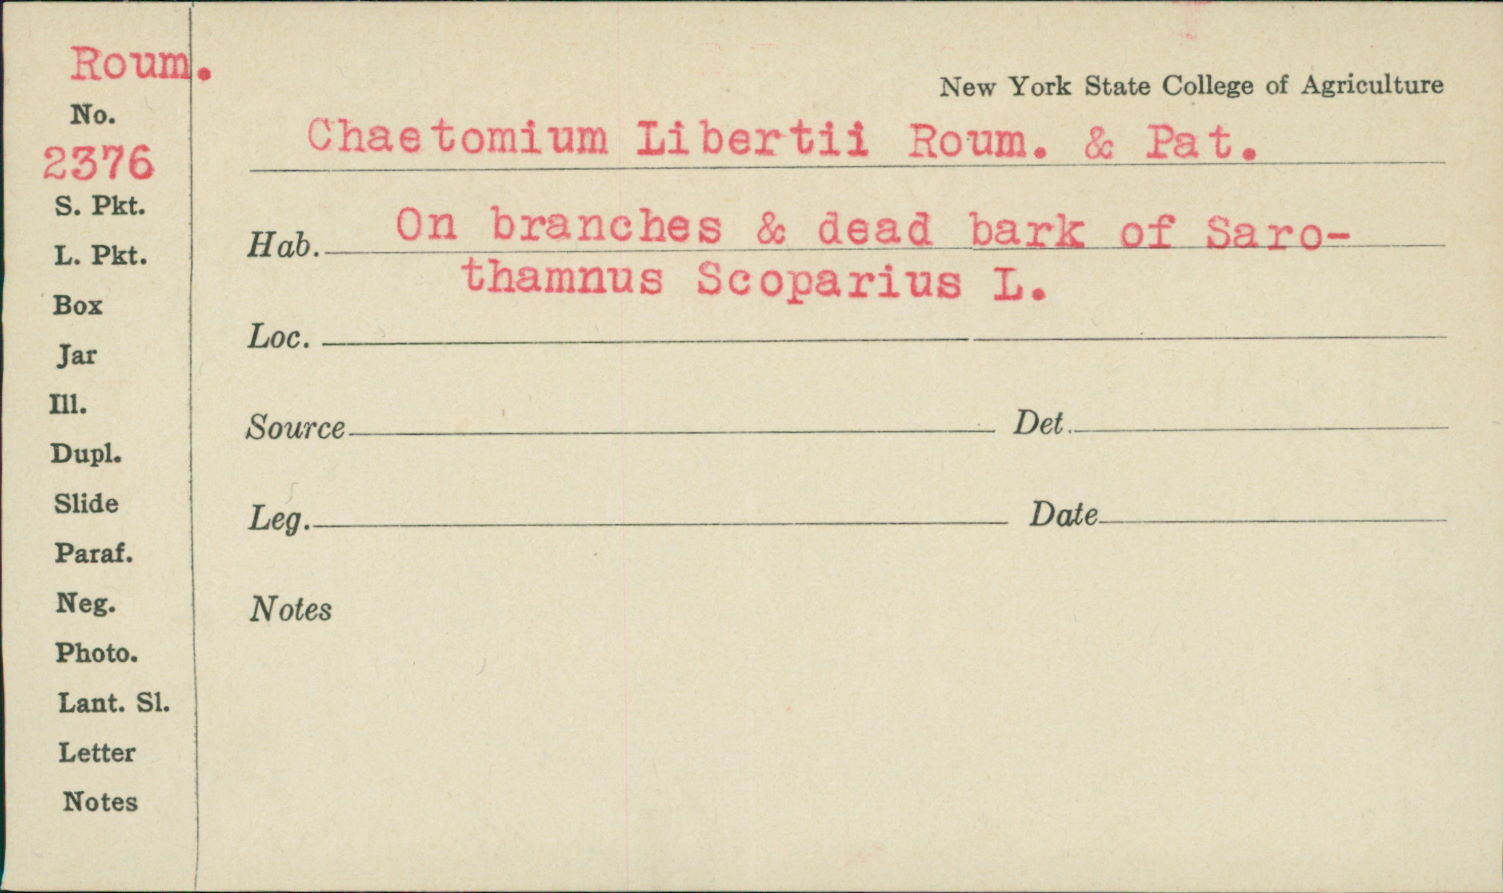 Roum.
No.
2376
S. Pkt.
L. Pkt.
Box
Jar
Ill.
Dupl.
Slide
Paraf.
Neg.
Photo.
Lant. Sl.
Letter
Notes
New York State College of Agriculture
Chaetomium Libertii Roum. & Pat.
Hab. On branches & dead bark of Saro-
thamnus Scoparius L.
Loc.
Source Det.
Leg. Date
Notes